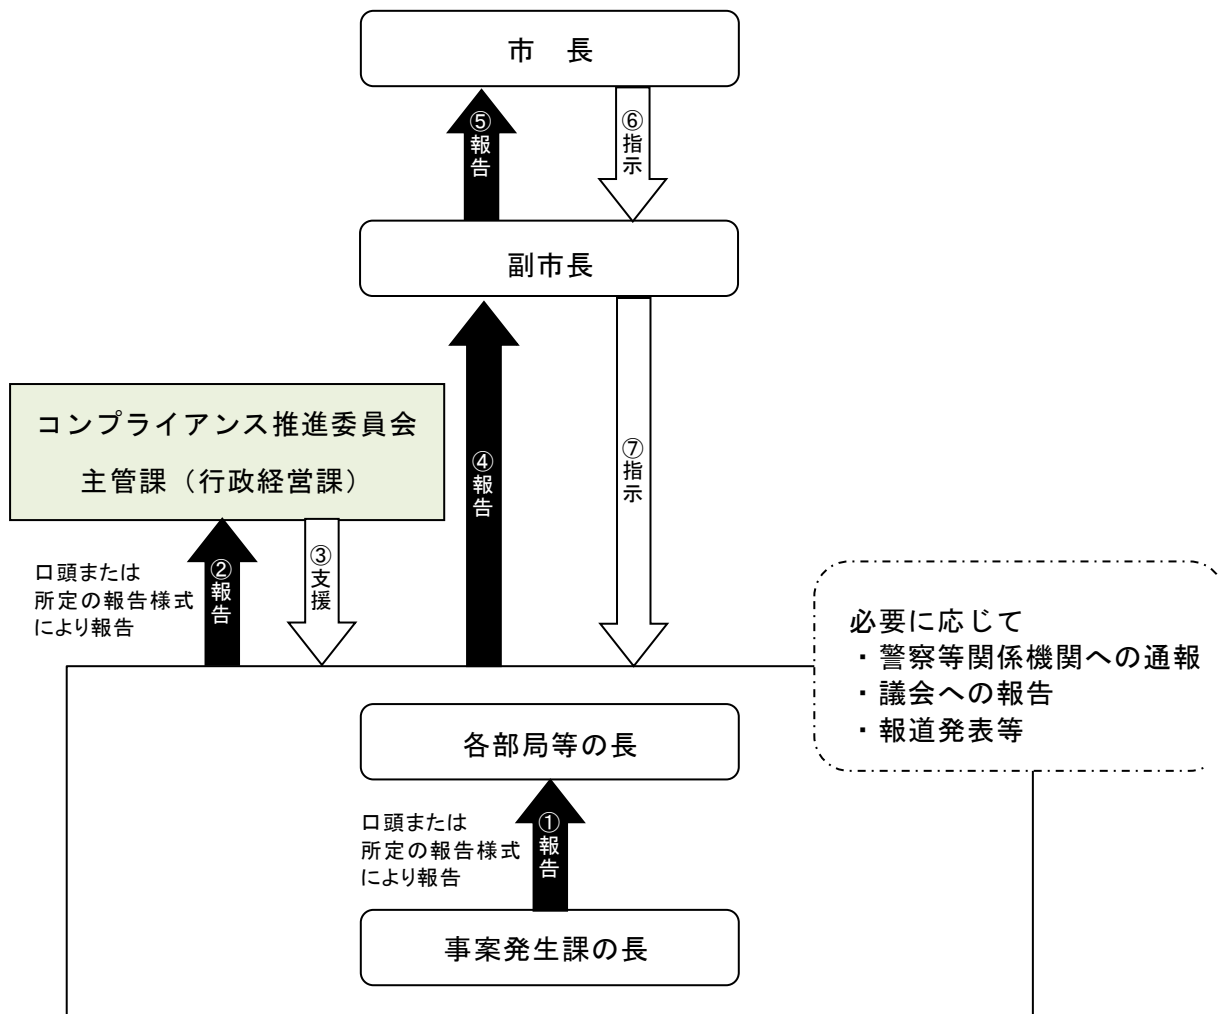 市　長
⑤報告
⑥指示
副市長
コンプライアンス推進委員会
主管課（行政経営課）
④報告
⑦指示
口頭または
所定の報告様式
により報告
②報告
③支援
必要に応じて
・警察等関係機関への通報
・議会への報告
・報道発表等
各部局等の長
口頭または
所定の報告様式
により報告
①報告
事案発生課の長